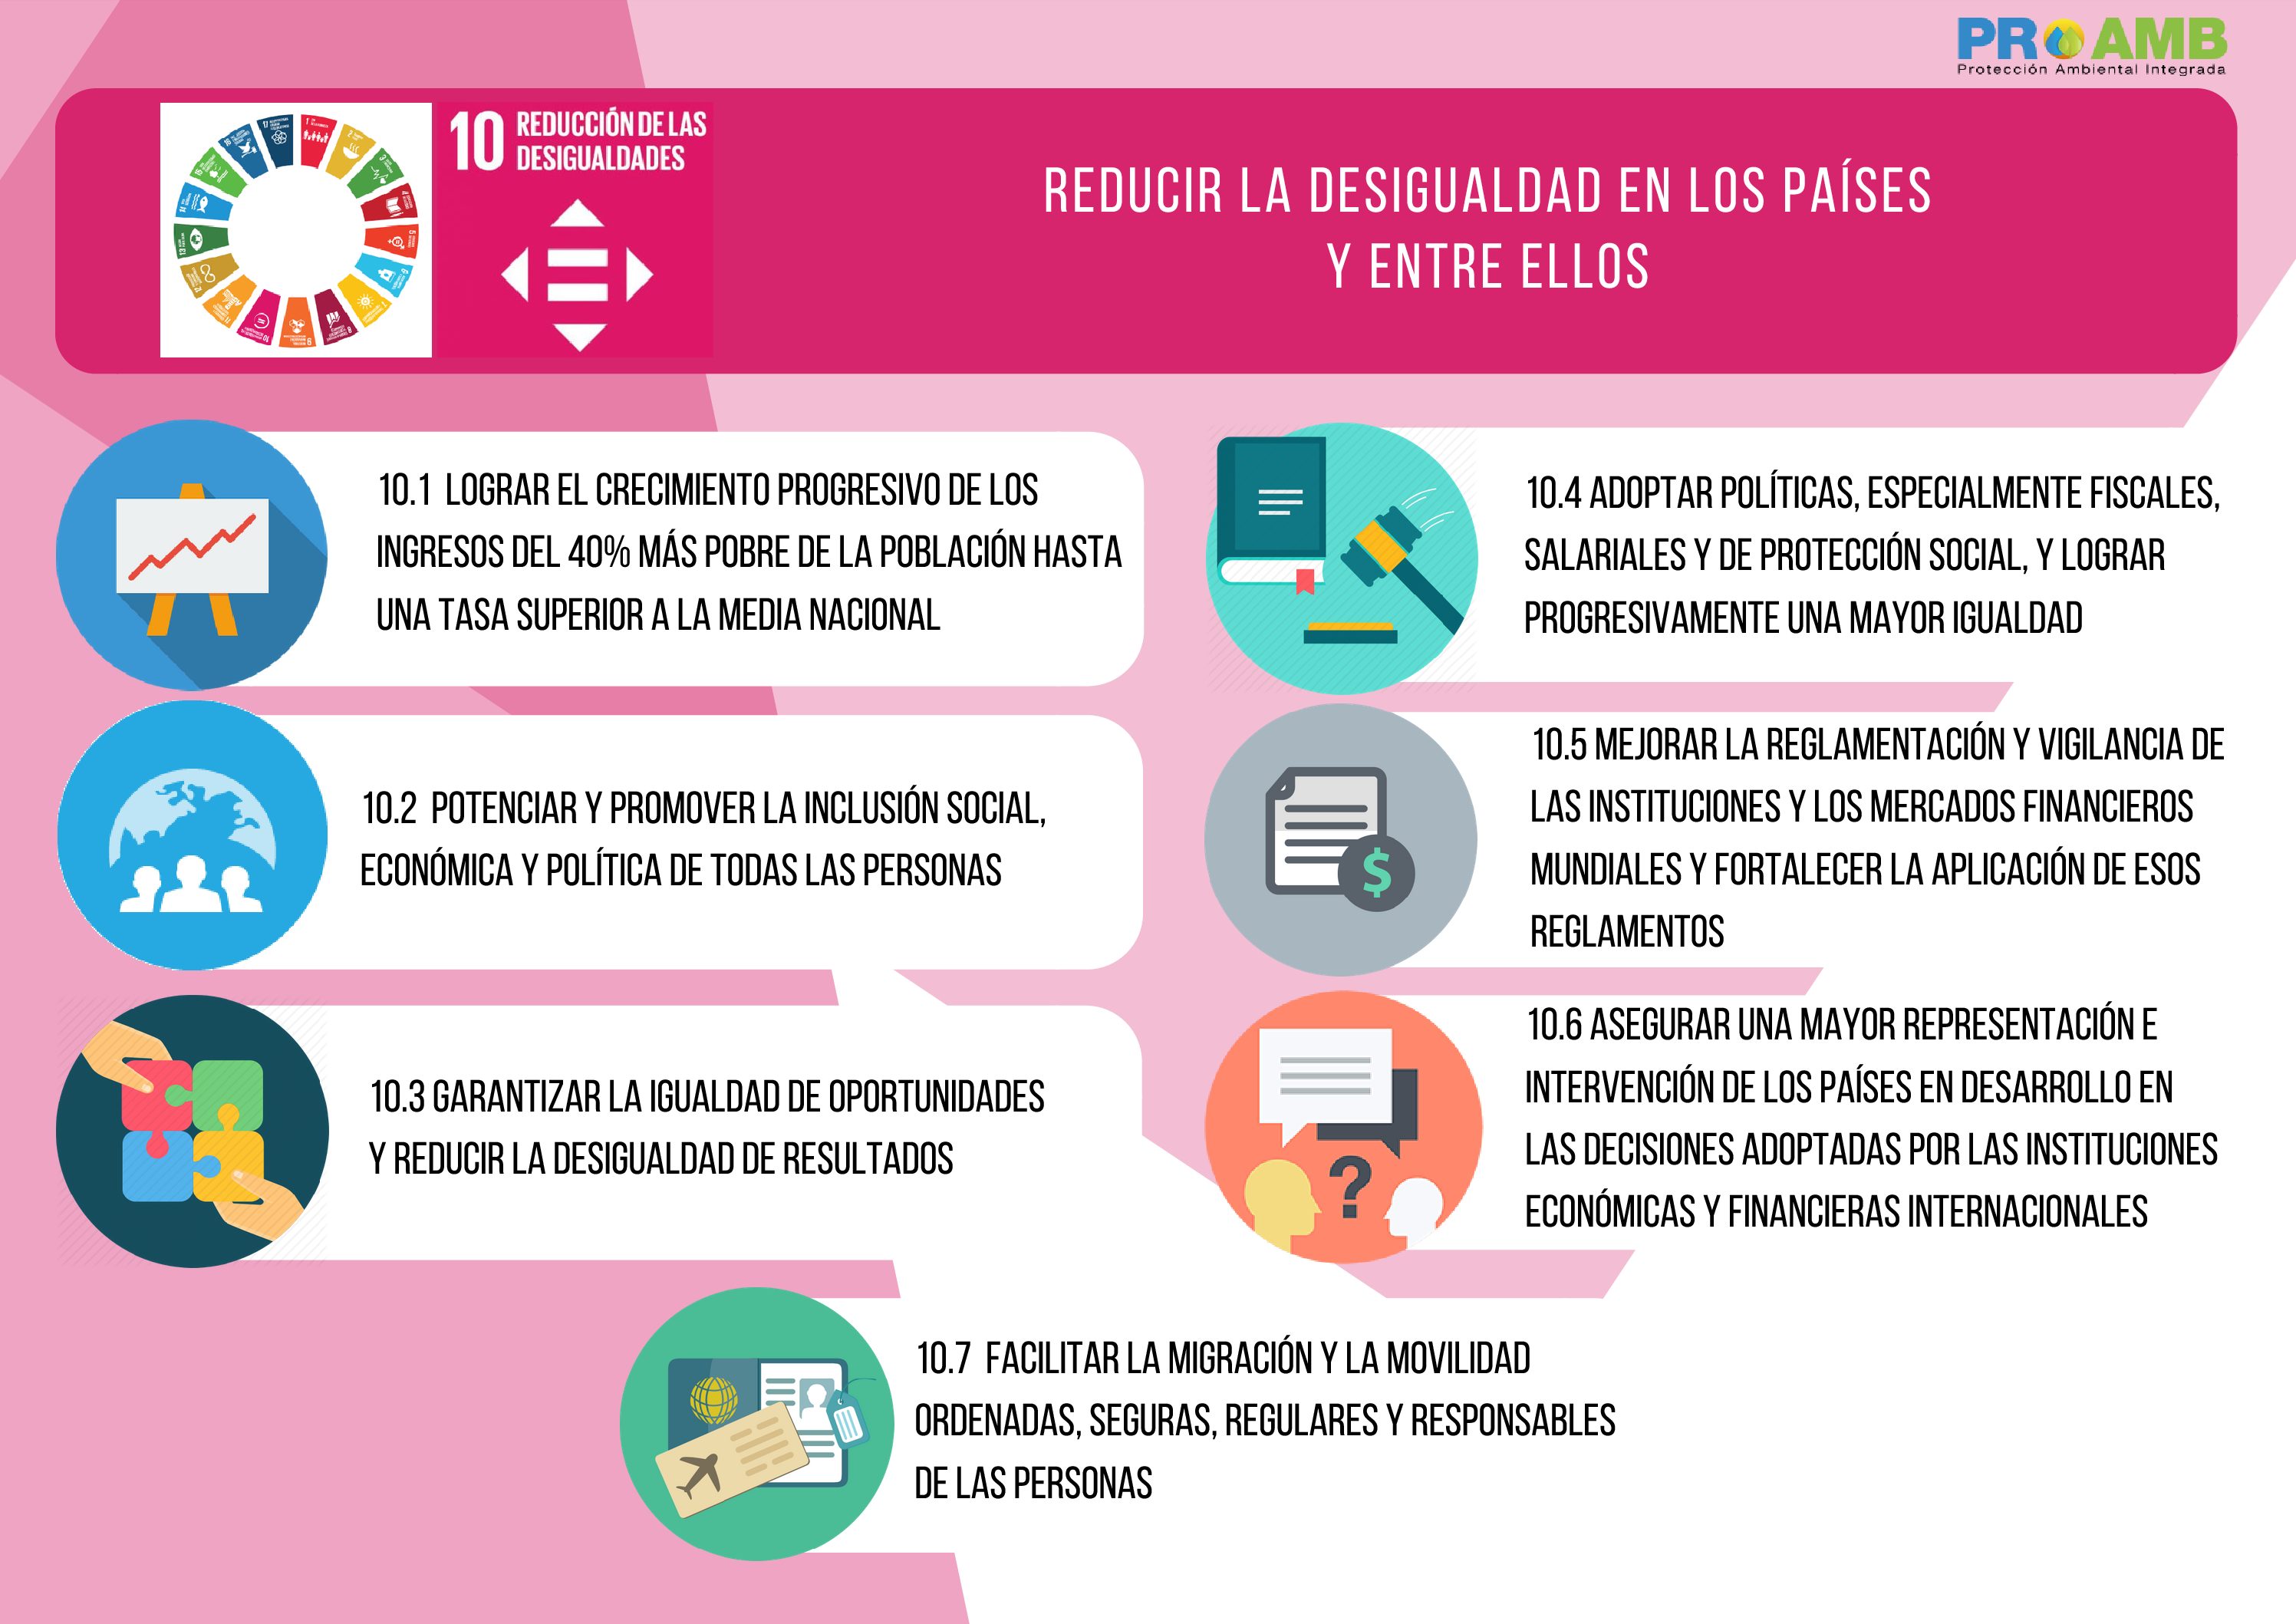 PROAMB
Protección Ambiental Integrada
10 REDUCCIÓN DE LAS
DESIGUALDADES
REDUCIR LA DESIGUALDAD EN LOS PAÍSES
Y ENTRE ELLOS
10.1 LOGRAR EL CRECIMIENTO PROGRESIVO DE LOS
INGRESOS DEL 40% MÁS POBRE DE LA POBLACIÓN HASTA
UNA TASA SUPERIOR A LA MEDIA NACIONAL
10.2 POTENCIAR Y PROMOVER LA INCLUSIÓN SOCIAL,
ECONÓMICA Y POLÍTICA DE TODAS LAS PERSONAS
10.3 GARANTIZAR LA IGUALDAD DE OPORTUNIDADES
Y REDUCIR LA DESIGUALDAD DE RESULTADOS
10.4 ADOPTAR POLÍTICAS, ESPECIALMENTE FISCALES,
SALARIALES Y DE PROTECCIÓN SOCIAL, Y LOGRAR
PROGRESIVAMENTE UNA MAYOR IGUALDAD
10.5 MEJORAR LA REGLAMENTACIÓN Y VIGILANCIA DE
LAS INSTITUCIONES Y LOS MERCADOS FINANCIEROS
MUNDIALES Y FORTALECER LA APLICACIÓN DE ESOS
REGLAMENTOS
10.6 ASEGURAR UNA MAYOR REPRESENTACIÓN E
INTERVENCIÓN DE LOS PAÍSES EN DESARROLLO EN
LAS DECISIONES ADOPTADAS POR LAS INSTITUCIONES
ECONÓMICAS Y FINANCIERAS INTERNACIONALES
10.7 FACILITAR LA MIGRACIÓN Y LA MOVILIDAD
ORDENADAS, SEGURAS, REGULARES Y RESPONSABLES
DE LAS PERSONAS